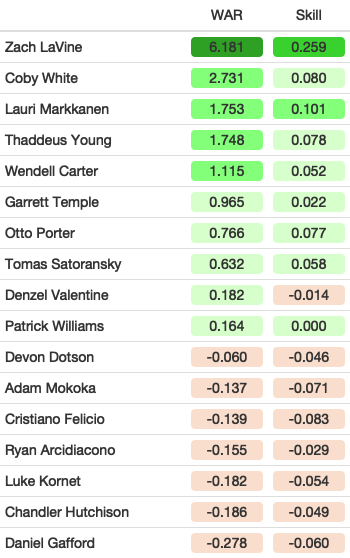 WAR Skill
Zach LaVine 6.181 0.259
Coby White 2.731 0.080
Lauri Markkanen 1.753 0.101
Thaddeus Young 1.748 0.078
Wendell Carter 1.115 0.052
Garrett Temple 0.965 0.022
Otto Porter 0.766 0.077
Tomas Satoransky 0.632 0.058
Denzel Valentine 0.182 -0.014
Patrick Williams 0.164 0.000
Devon Dotson -0.060 -0.046
Adam Mokoka -0.137 -0.071
Cristiano Felicio -0.139 -0.083
Ryan Arcidiacono -0.155 -0.029
Luke Kornet -0.182 -0.054
Chandler Hutchison -0.186 -0.049
Daniel Gafford -0.278 -0.060